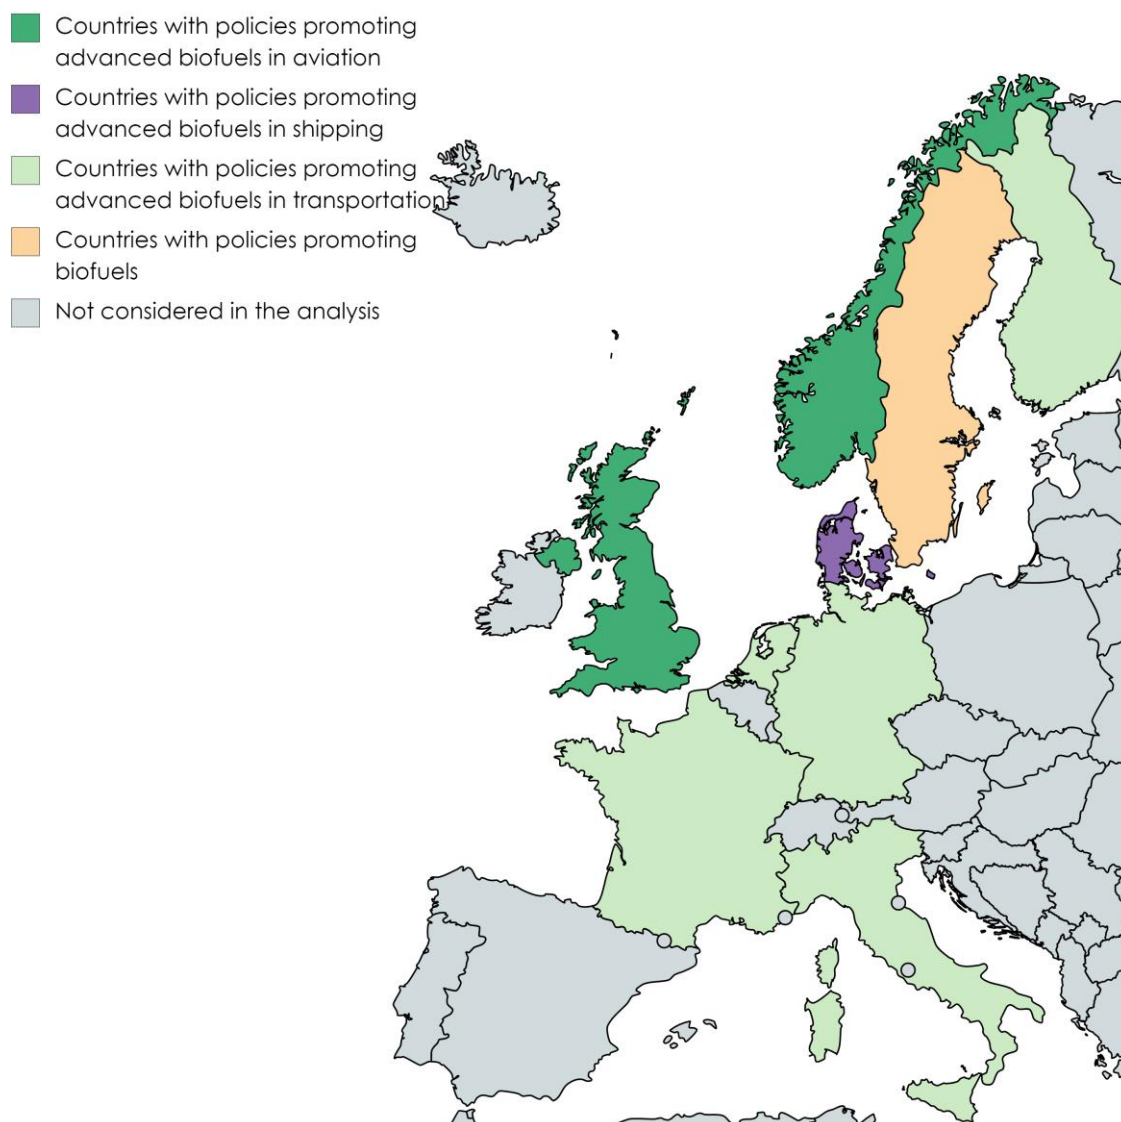 Countries with policies promoting
advanced biofuels in aviation
Countries with policies promoting
advanced biofuels in shipping
Countries with policies promoting
advanced biofuels in transportation
Countries with policies promoting
biofuels
Not considered in the analysis